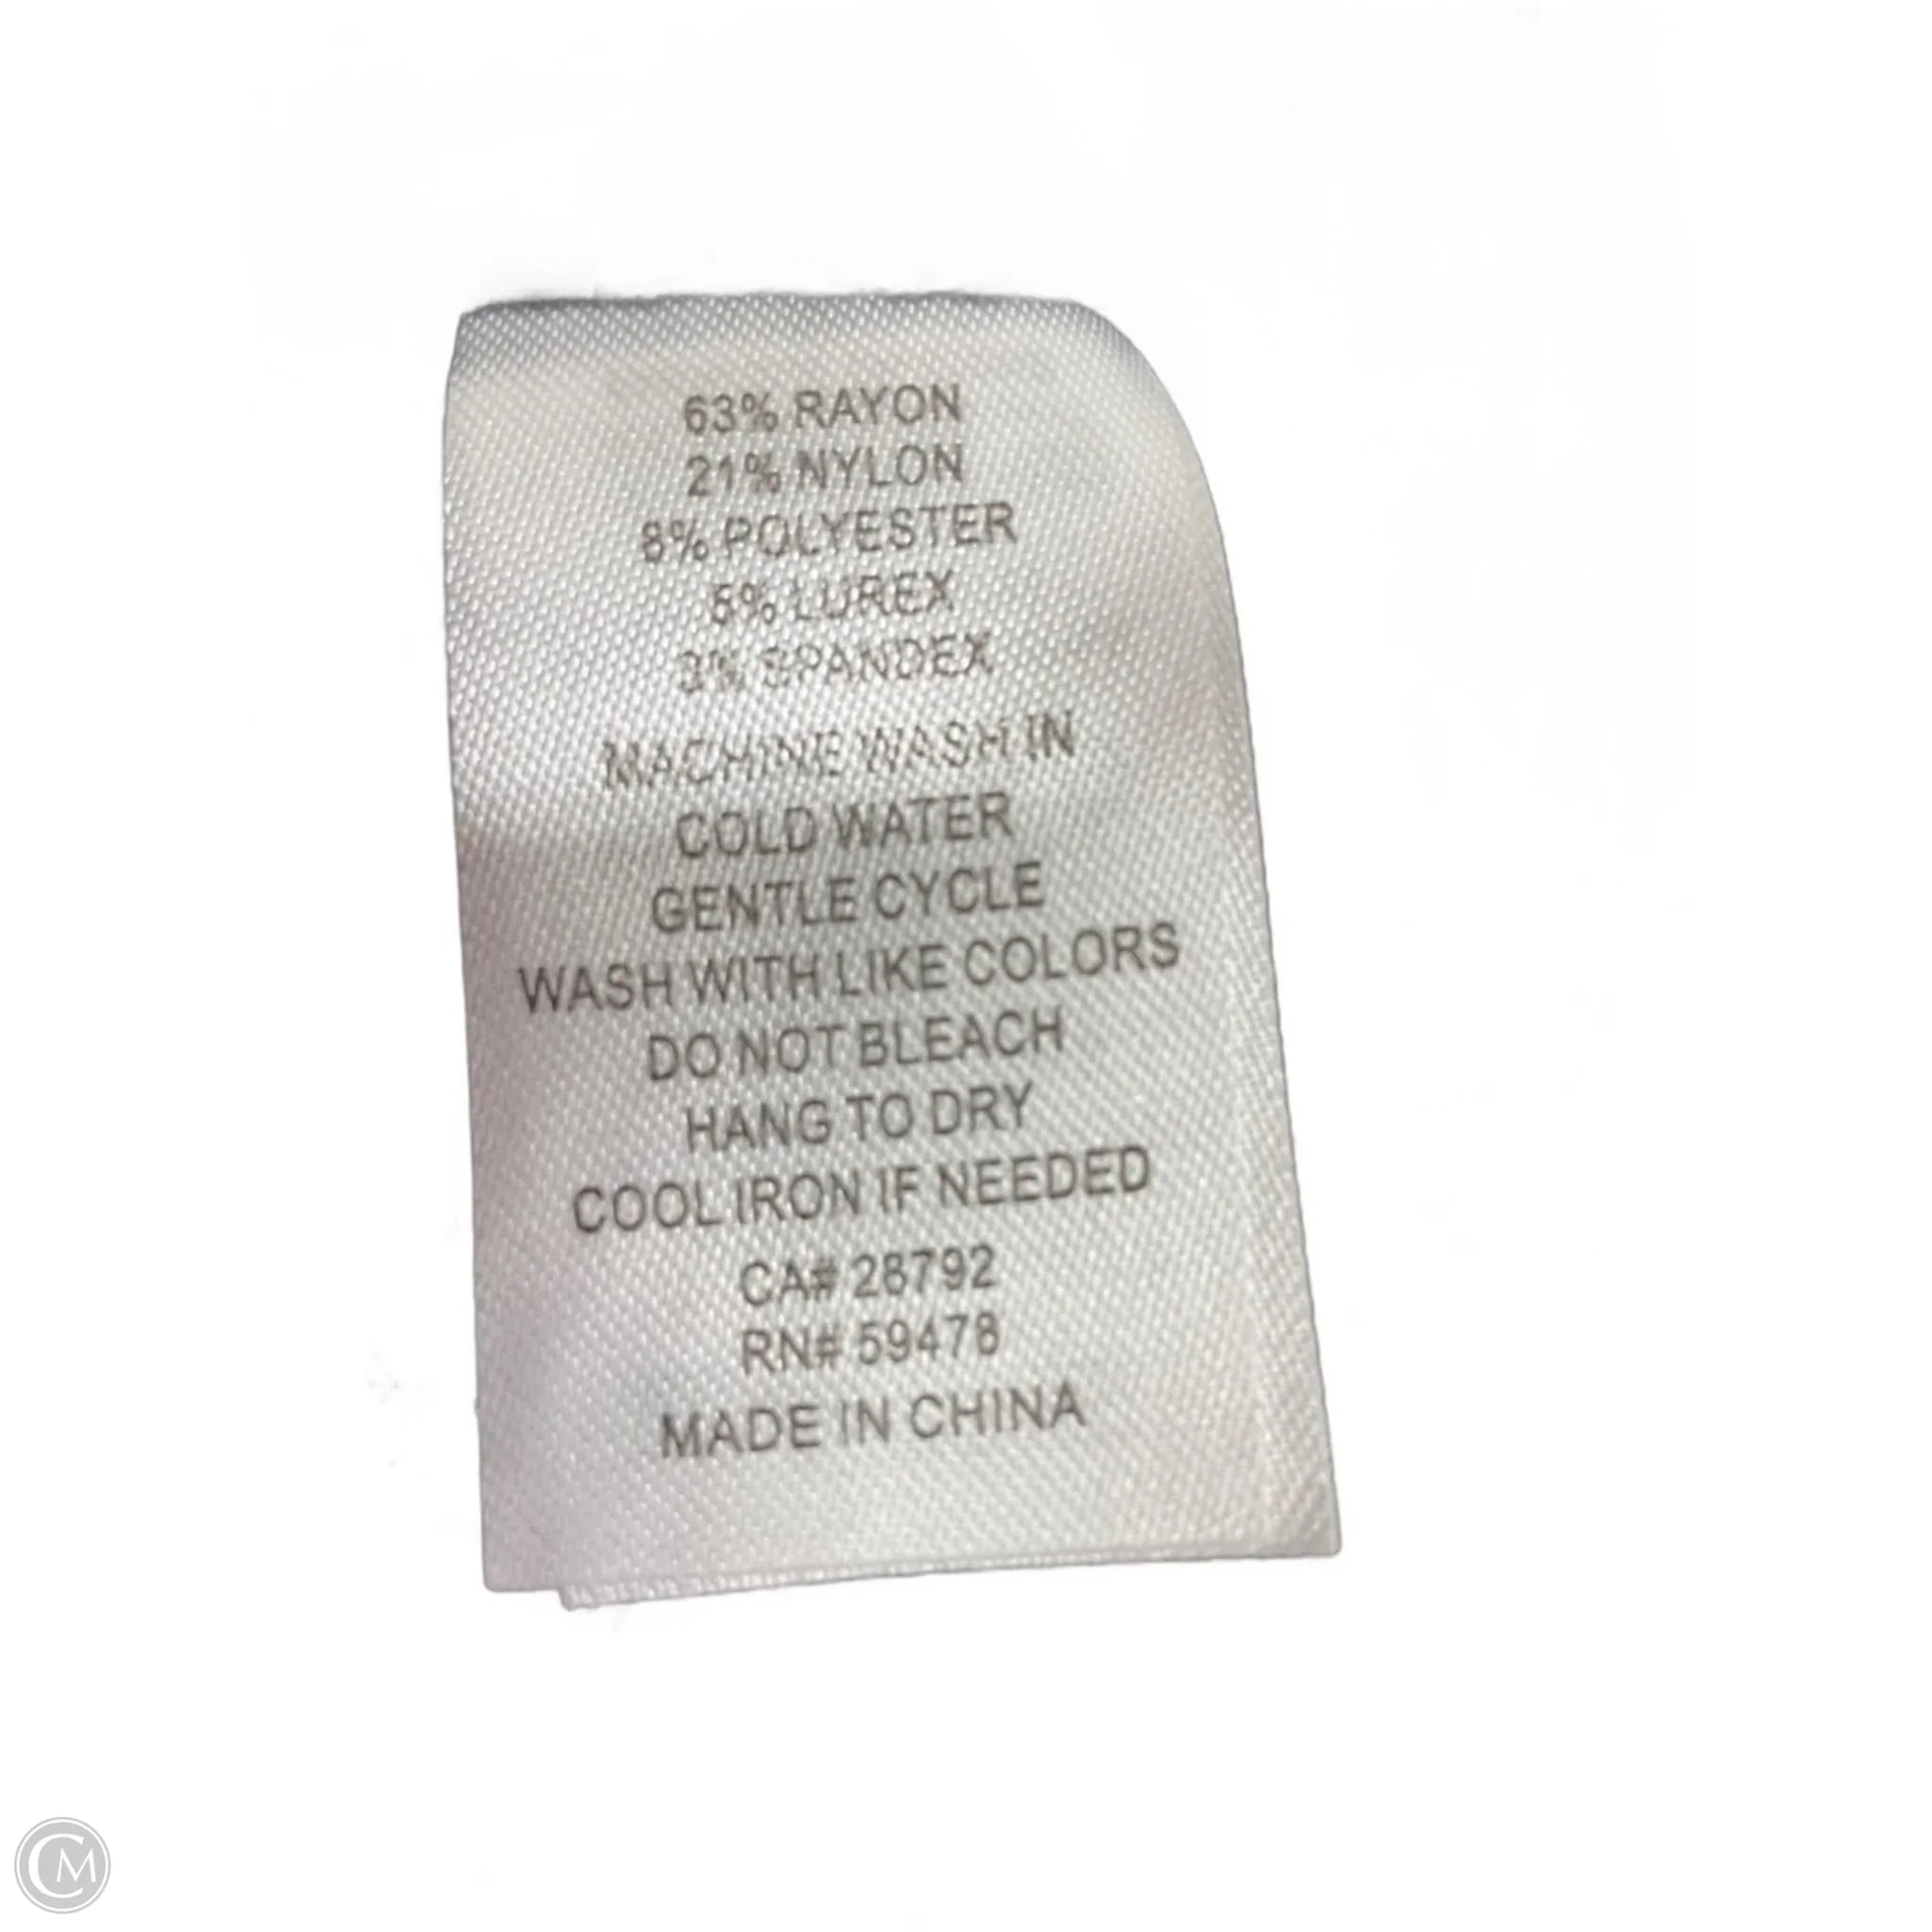 63% RAYON
21% NYLON
8% POLYESTER
5% LUREX
3% SPANDEX
MACHINE WASH IN
COLD WATER
GENTLE CYCLE
WASH WITH LIKE COLORS
DO NOT BLEACH
HANG TO DRY
COOL IRON IF NEEDED
CA# 28792
RN# 59478
MADE IN CHINA
CM